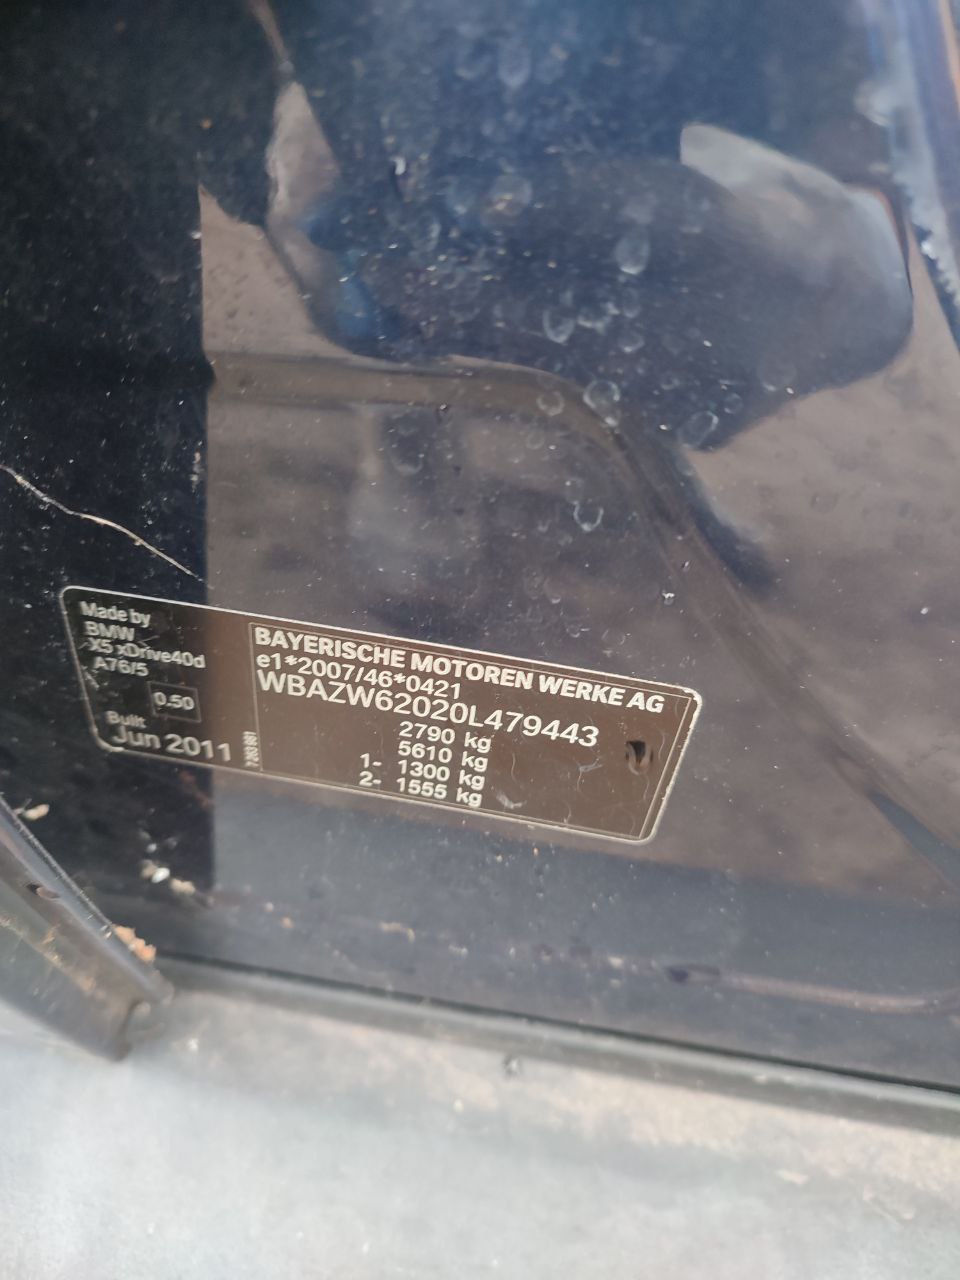 Made by
BMW
X5 xDrive40d
A76/5
0.50
Built
Jun 2011
BAYERISCHE MOTOREN WERKE AG
e1*2007/46*0421
WBAZW62020L479443
2790 kg
5610 kg
1- 1300 kg
2- 1555 kg